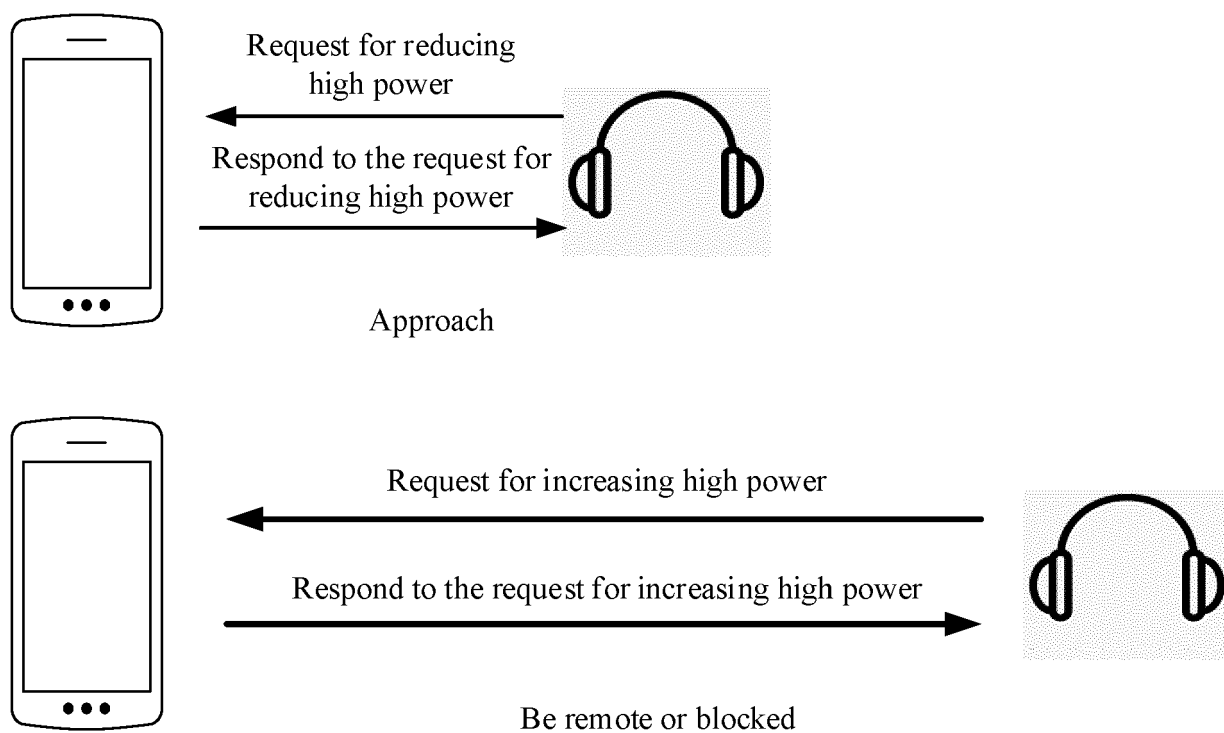 Request for reducing
high power
Respond to the request for
reducing high power
Approach
Request for increasing high power
Respond to the request for increasing high power
Be remote or blocked